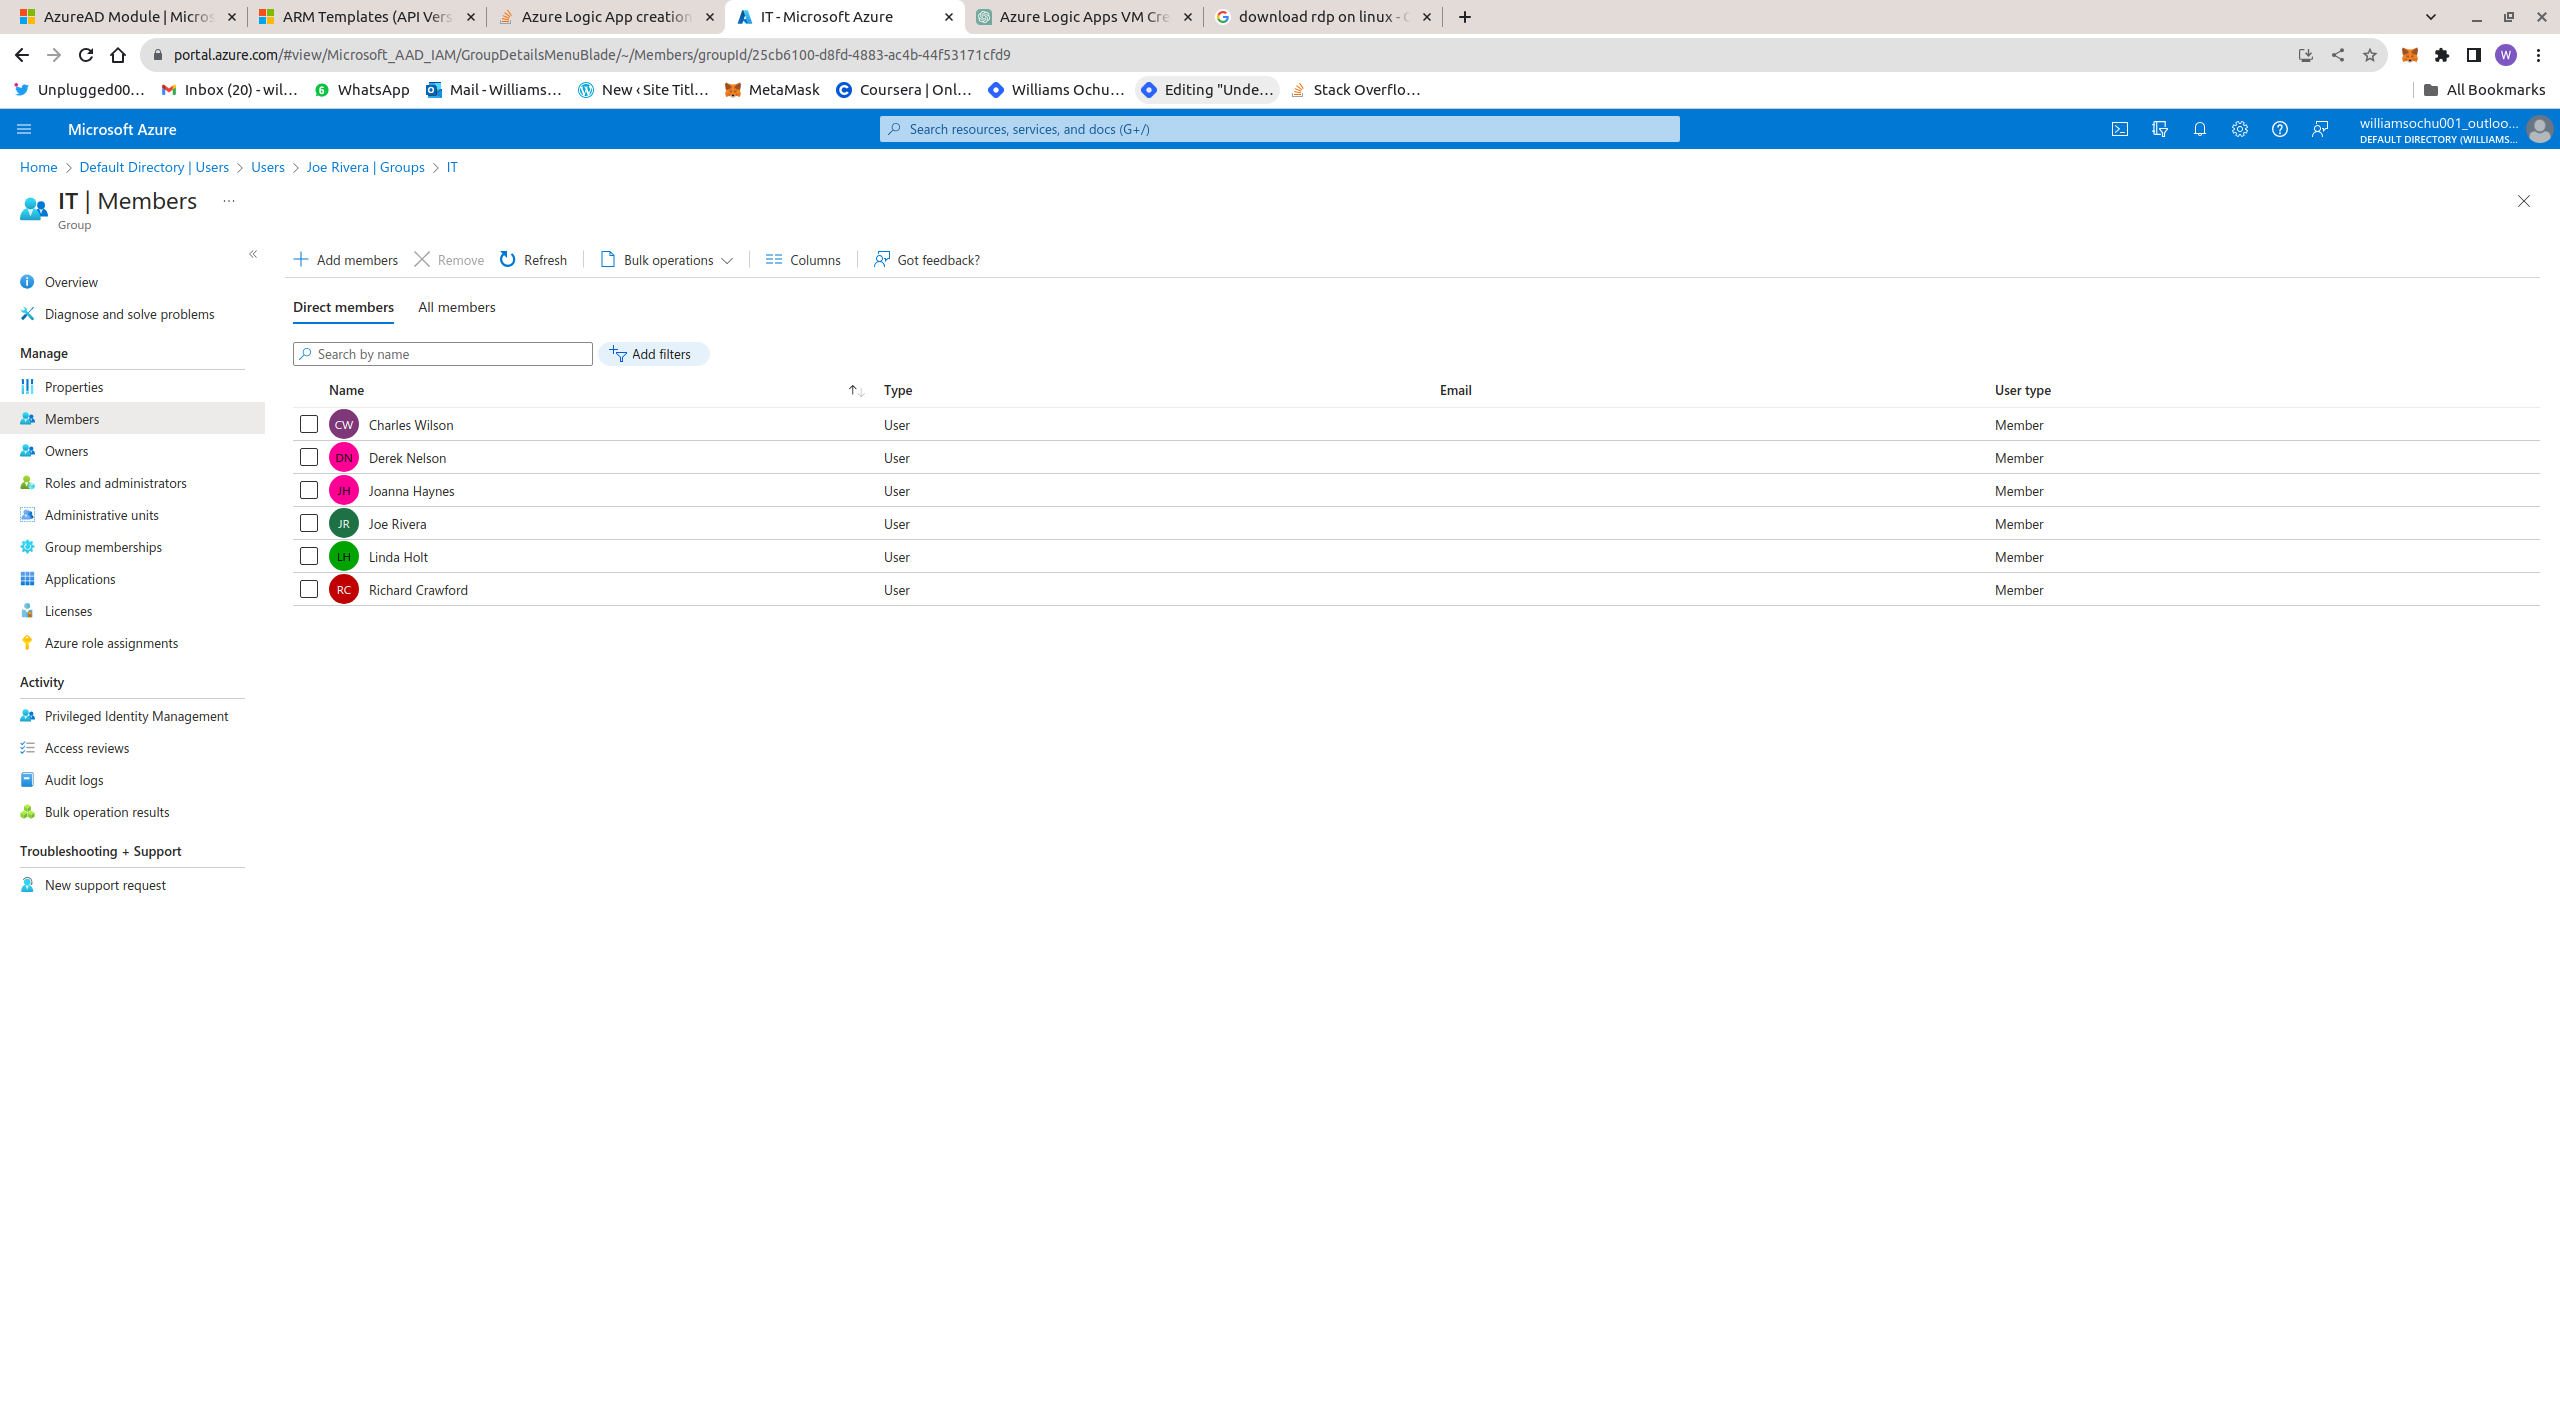 AzureAD Module | Micros
ARM Templates (API Vers
Azure Logic App creation
IT - Microsoft Azure
Azure Logic Apps VM Cre
download rdp on linux - G
portal.azure.com/#view/Microsoft_AAD_IAM/GroupDetailsMenuBlade/~/Members/groupId/25cb6100-d8fd-4883-ac4b-44f53171cfd9
W
Unplugged00... Inbox (20) - wil... WhatsApp Mail - Williams... New ‹ Site Titl... MetaMask Coursera | Onl... Williams Ochu... Editing "Unde... Stack Overflo... All Bookmarks
Microsoft Azure
Search resources, services, and docs (G+/)
williamsochu001_outloo...
DEFAULT DIRECTORY (WILLIAMS...
Home > Default Directory | Users > Users > Joe Rivera | Groups > IT
IT | Members ...
Group
Overview
Diagnose and solve problems
Manage
Properties
Members
Owners
Roles and administrators
Administrative units
Group memberships
Applications
Licenses
Azure role assignments
Activity
Privileged Identity Management
Access reviews
Audit logs
Bulk operation results
Troubleshooting + Support
New support request
Add members Remove Refresh Bulk operations Columns Got feedback?
Direct members All members
Search by name Add filters
Name Type Email User type
CW Charles Wilson User Member
DN Derek Nelson User Member
JH Joanna Haynes User Member
JR Joe Rivera User Member
LH Linda Holt User Member
RC Richard Crawford User Member